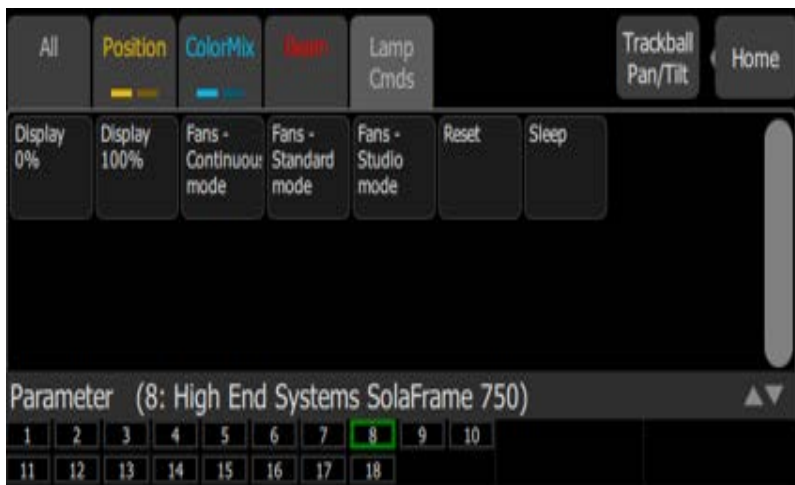 All
Position
ColorMix
Beam
Lamp
Cmds
Trackball
Pan/Tilt
Home
Display
0%
Display
100%
Fans -
Continuou
mode
Fans -
Standard
mode
Fans -
Studio
mode
Reset
Sleep
Parameter (8: High End Systems SolaFrame 750)
1 2 3 4 5 6 7 8 9 10
11 12 13 14 15 16 17 18